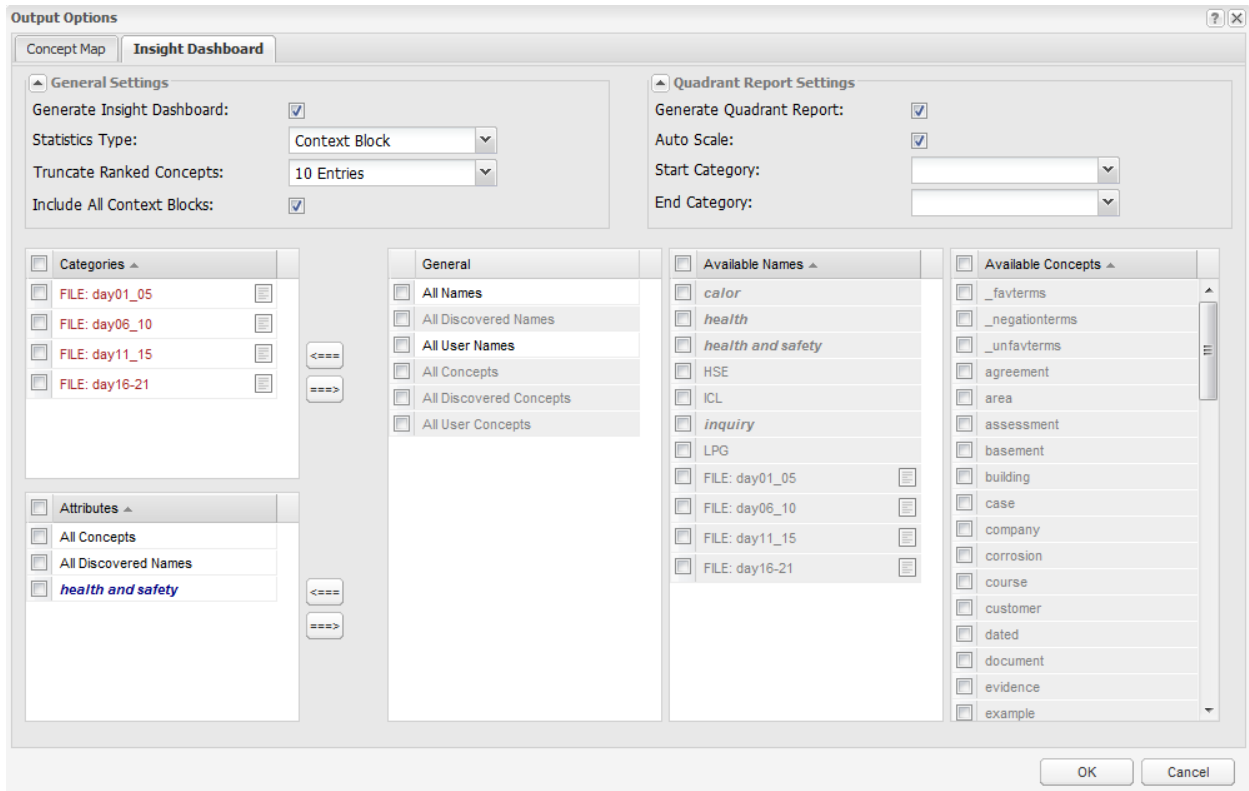 Output Options
Concept Map
Insight Dashboard
General Settings
Generate Insight Dashboard:
Statistics Type:
Context Block
Truncate Ranked Concepts:
10 Entries
Include All Context Blocks:
Quadrant Report Settings
Generate Quadrant Report:
Auto Scale:
Start Category:
End Category:
Categories
FILE: day01_05
FILE: day06_10
FILE: day11_15
FILE: day16-21
<===
===>
Attributes
All Concepts
All Discovered Names
health and safety
<===
===>
General
All Names
All Discovered Names
All User Names
All Concepts
All Discovered Concepts
All User Concepts
Available Names
calor
health
health and safety
HSE
ICL
inquiry
LPG
FILE: day01_05
FILE: day06_10
FILE: day11_15
FILE: day16-21
Available Concepts
_favterms
_negationterms
_unfavterms
agreement
area
assessment
basement
building
case
company
corrosion
course
customer
dated
document
evidence
example
OK
Cancel